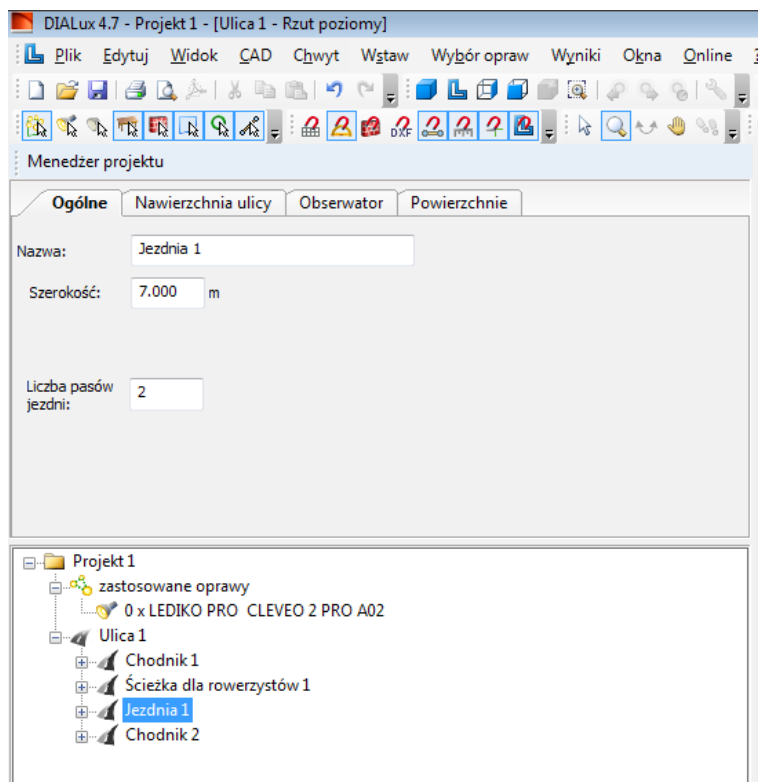 DIALux 4.7 - Projekt 1 - [Ulica 1 - Rzut poziomy]
Plik Edytuj Widok CAD Chwyt Wstaw Wybór opraw Wyniki Okna Online ?
DXF
Menedżer projektu
Ogólne Nawierzchnia ulicy Obserwator Powierzchnie
Nazwa: Jezdnia 1
Szerokość: 7.000 m
Liczba pasów
jezdni: 2
Projekt 1
zastosowane oprawy
0 x LEDIKO PRO CLEVEO 2 PRO A02
Ulica 1
Chodnik 1
Ścieżka dla rowerzystów 1
Jezdnia 1
Chodnik 2